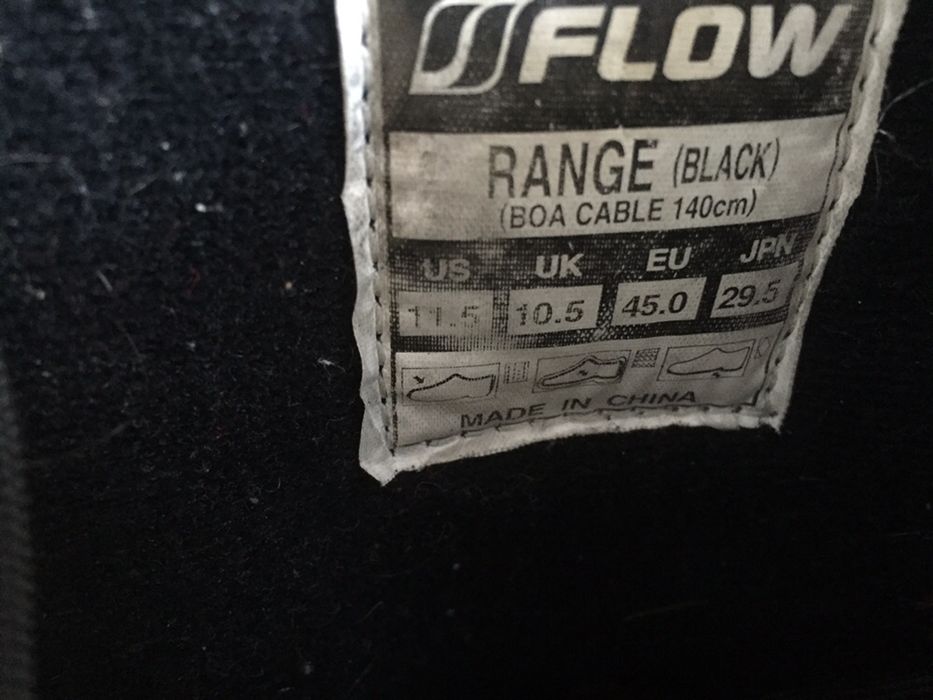 FLOW
RANGE (BLACK)
(BOA CABLE 140cm)
US UK EU JPN
11.5 10.5 45.0 29.5
MADE IN CHINA